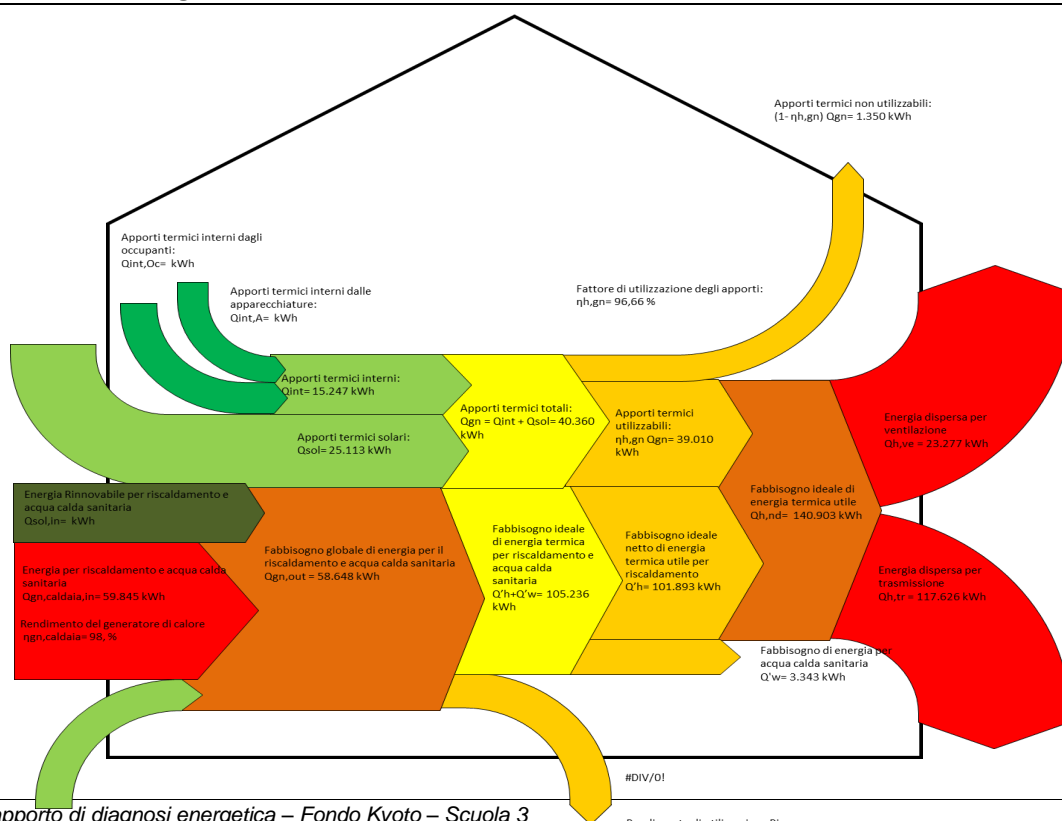 Apporti termici non utilizzabili:
(1- ηh,gn) Qgn= 1.350 kWh
Apporti termici interni dagli
occupanti:
Qint,Oc= kWh
Apporti termici interni dalle
apparecchiature:
Qint,A= kWh
Fattore di utilizzazione degli apporti:
ηh,gn= 96,66 %
Apporti termici interni:
Qint= 15.247 kWh
Apporti termici totali:
Qgn = Qint + Qsol= 40.360
kWh
Apporti termici
utilizzabili:
ηh,gn Qgn= 39.010
kWh
Energia dispersa per
ventilazione
Qh,ve = 23.277 kWh
Apporti termici solari:
Qsol= 25.113 kWh
Energia Rinnovabile per riscaldamento e
acqua calda sanitaria
Qsol,in= kWh
Fabbisogno ideale di
energia termica utile
Qh,nd= 140.903 kWh
Fabbisogno globale di energia per il
riscaldamento e acqua calda sanitaria
Qgn,out = 58.648 kWh
Fabbisogno ideale
di energia termica
per riscaldamento e
acqua calda
sanitaria
Q'h+Q'w= 105.236
kWh
Fabbisogno ideale
netto di energia
termica utile per
riscaldamento
Q'h= 101.893 kWh
Energia per riscaldamento e acqua calda
sanitaria
Qgn,caldaia,in= 59.845 kWh
Rendimento del generatore di calore
ηgn,caldaia= 98, %
Energia dispersa per
trasmissione
Qh,tr = 117.626 kWh
Fabbisogno di energia per
acqua calda sanitaria
Q'w= 3.343 kWh
#DIV/0!
apporto di diagnosi energetica – Fondo Kyoto – Scuola 3